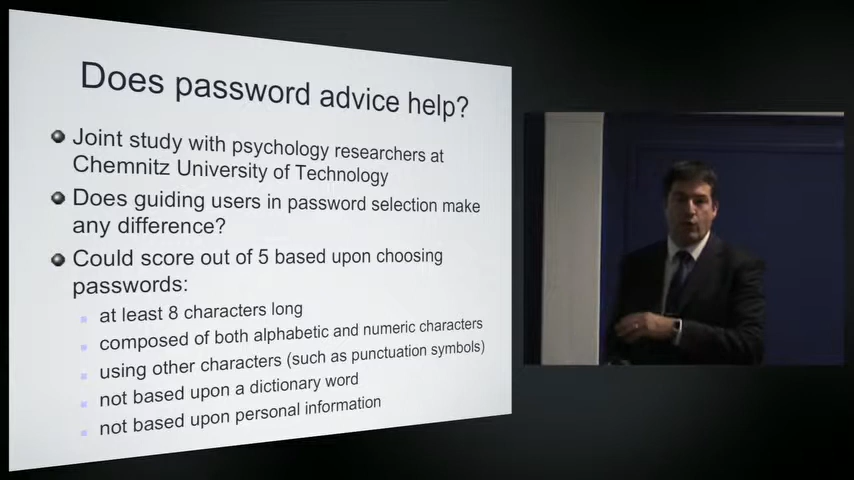 Does password advice help?
Joint study with psychology researchers at
Chemnitz University of Technology
Does guiding users in password selection make
any difference?
Could score out of 5 based upon choosing
passwords:
at least 8 characters long
composed of both alphabetic and numeric characters
using other characters (such as punctuation symbols)
not based upon a dictionary word
not based upon personal information